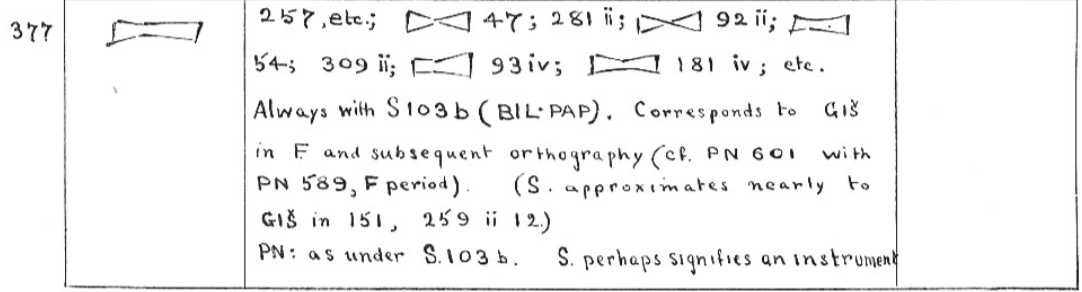 377 257, etc.; 47; 281 ii; 92 ii;
54; 309 ii; 93 iv; 181 iv; etc.
Always with S103b (BIL·PAP). Corresponds to GIŠ
in F and subsequent orthography (cf. PN 601 with
PN 589, F period). (S. approximates nearly to
GIŠ in 151, 259 ii 12.)
PN: as under S.103 b. S. perhaps signifies an instrument